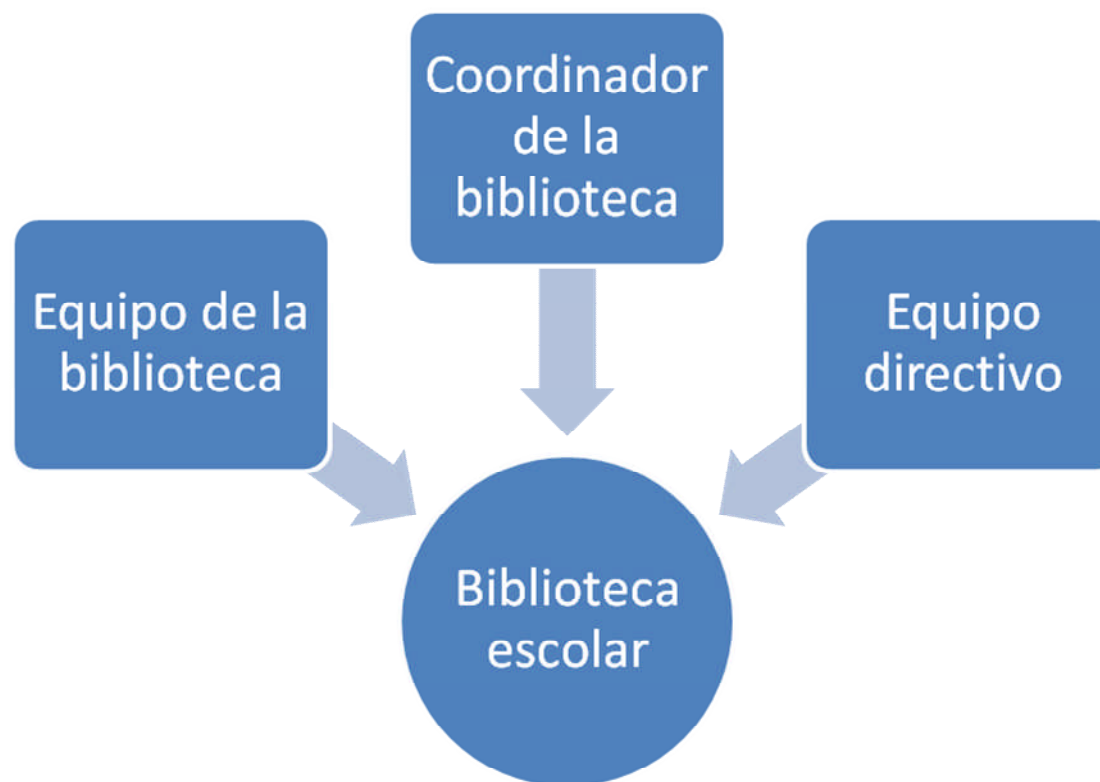 Coordinador
de la
biblioteca
Equipo de la
biblioteca
Equipo
directivo
Biblioteca
escolar